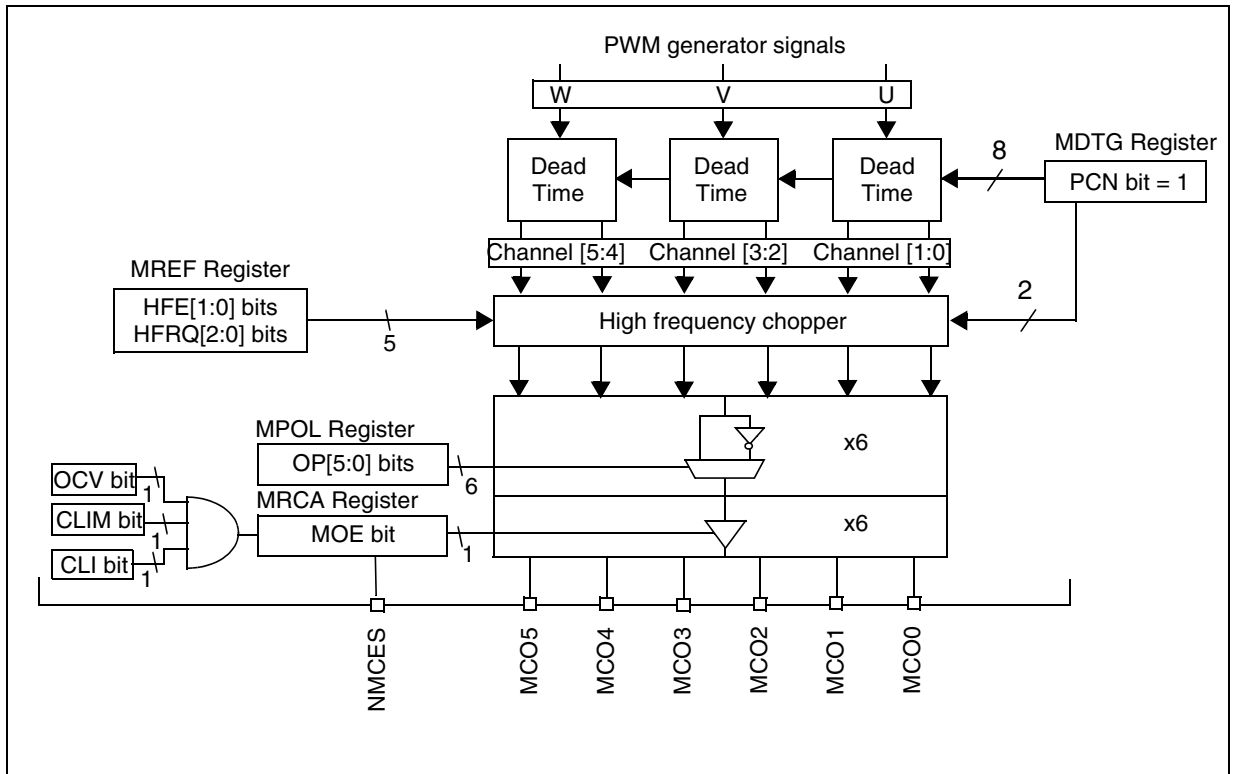 PWM generator signals
W V U
Dead Time
Dead Time
Dead Time
8
MDTG Register
PCN bit = 1
Channel [5:4] Channel [3:2] Channel [1:0]
MREF Register
HFE[1:0] bits
HFRQ[2:0] bits
5
High frequency chopper
2
MPOL Register
OP[5:0] bits
6
x6
OCV bit
1
CLIM bit
1
CLI bit
1
MRCA Register
MOE bit
1
x6
NMCES
MCO5
MCO4
MCO3
MCO2
MCO1
MCO0